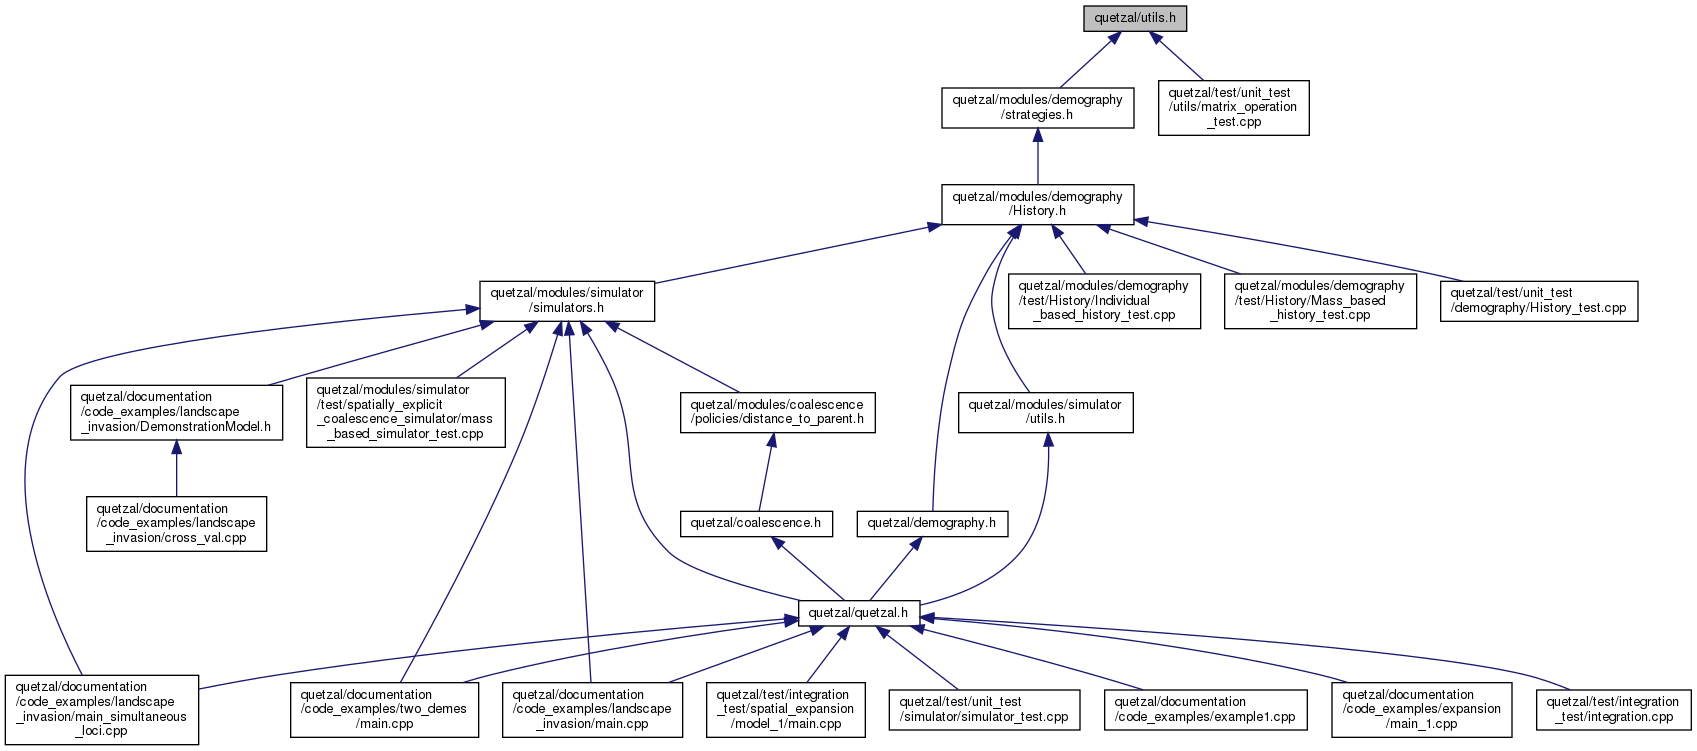 quetzal/utils.h
quetzal/modules/demography
/strategies.h
quetzal/test/unit_test
/utils/matrix_operation
_test.cpp
quetzal/modules/demography
/History.h
quetzal/modules/simulator
/simulators.h
quetzal/modules/demography
/test/History/Individual
_based_history_test.cpp
quetzal/modules/demography
/test/History/Mass_based
_history_test.cpp
quetzal/test/unit_test
/demography/History_test.cpp
quetzal/documentation
/code_examples/landscape
_invasion/DemonstrationModel.h
quetzal/modules/simulator
/test/spatially_explicit
_coalescence_simulator/mass
_based_simulator_test.cpp
quetzal/modules/coalescence
/policies/distance_to_parent.h
quetzal/modules/simulator
/utils.h
quetzal/documentation
/code_examples/landscape
_invasion/cross_val.cpp
quetzal/coalescence.h
quetzal/demography.h
quetzal/quetzal.h
quetzal/documentation
/code_examples/landscape
_invasion/main_simultaneous
_loci.cpp
quetzal/documentation
/code_examples/two_demes
/main.cpp
quetzal/documentation
/code_examples/landscape
_invasion/main.cpp
quetzal/test/integration
_test/spatial_expansion
/model_1/main.cpp
quetzal/test/unit_test
/simulator/simulator_test.cpp
quetzal/documentation
/code_examples/example1.cpp
quetzal/documentation
/code_examples/expansion
/main_1.cpp
quetzal/test/integration
_test/integration.cpp